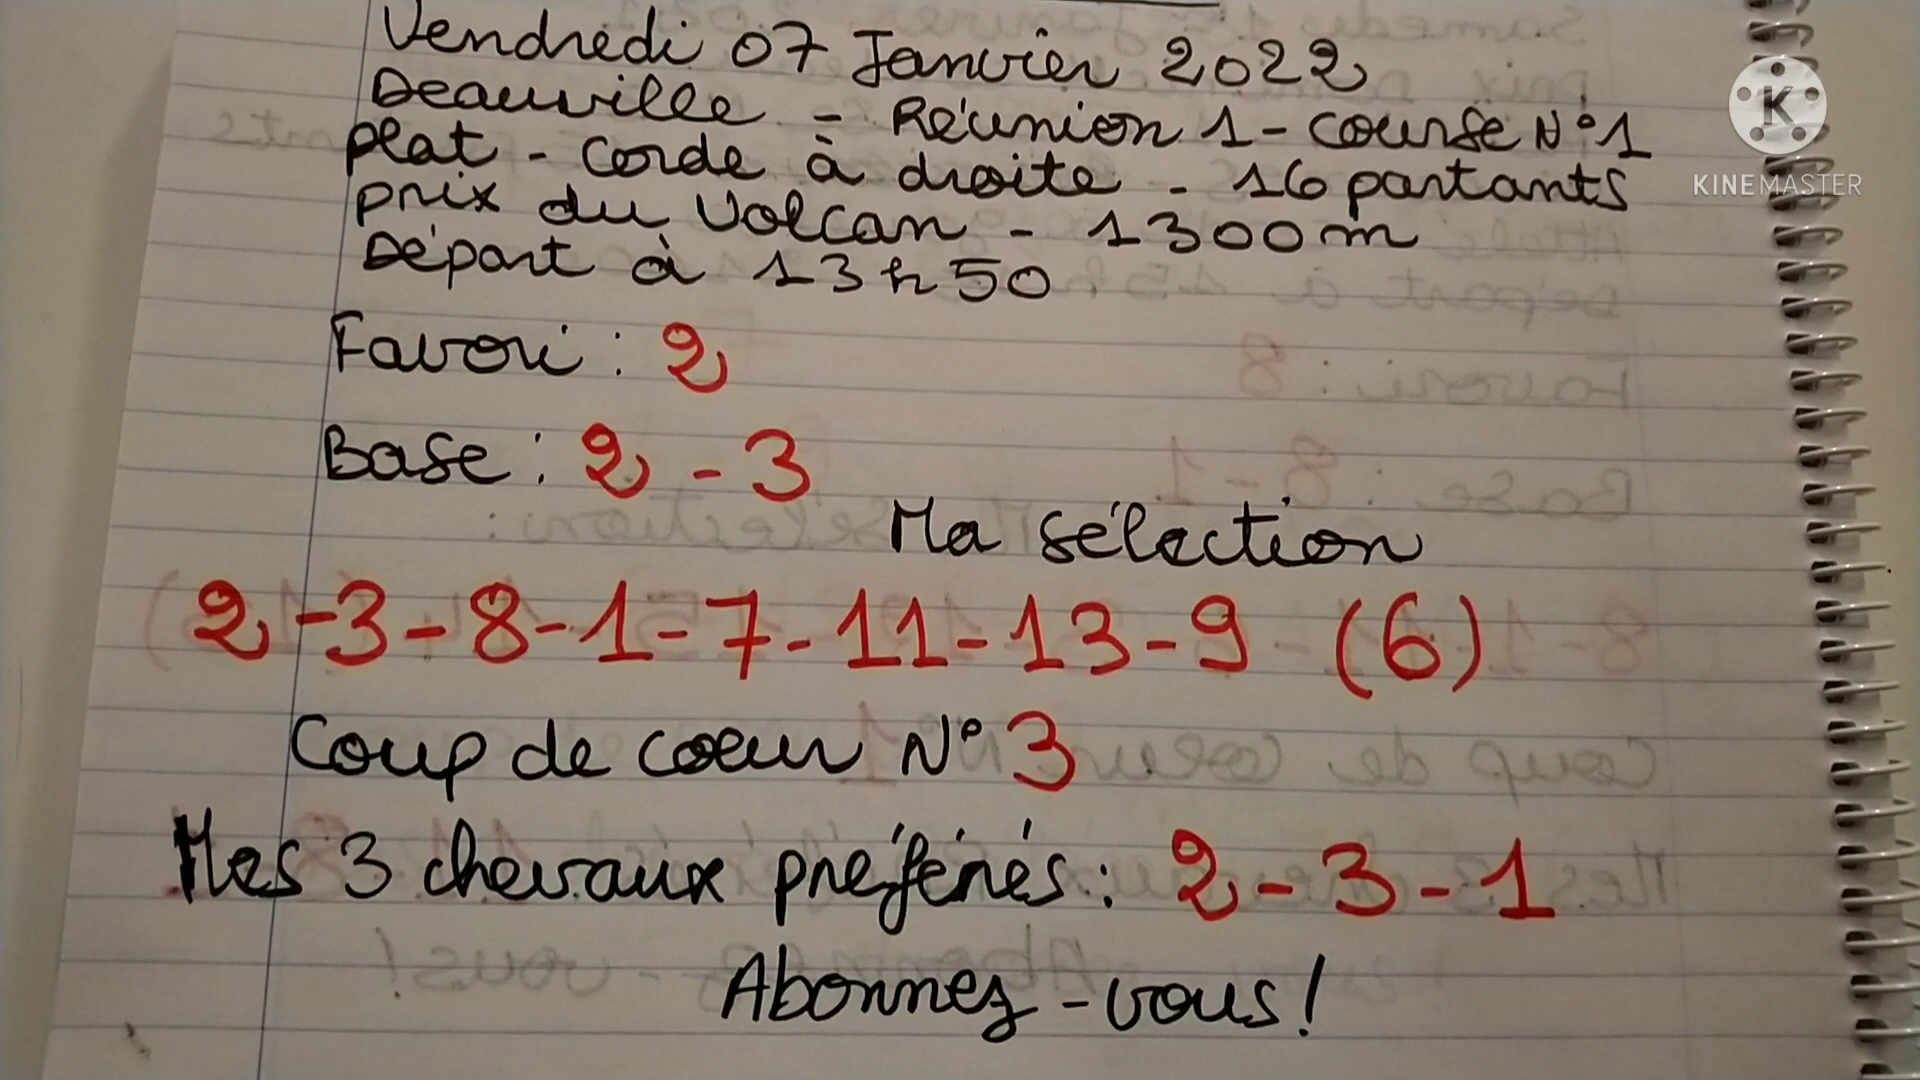 Vendredi 07 Janvier 2022
Deauville - Réunion 1 - course N°1
plat - Corde à droite - 16 partants
prix du Volcan - 1300m
Départ à 13h50
K
KINEMASTER
Favori : 2
Base : 2 - 3
Ma sélection
2 - 3 - 8 - 1 - 7 - 11 - 13 - 9 (6)
Coup de coeur N° 3
Mes 3 chevaux préférés : 2 - 3 - 1
Abonnez-vous !